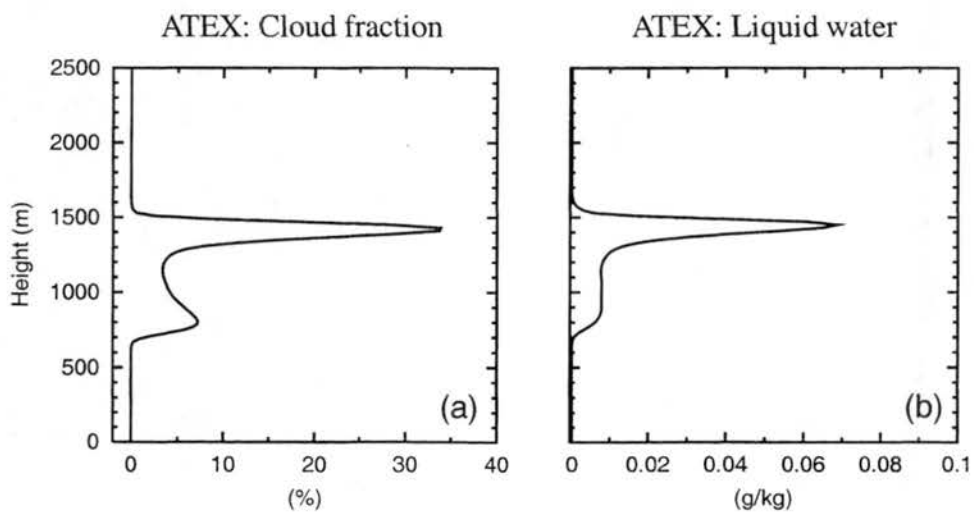 ATEX: Cloud fraction
ATEX: Liquid water
Height (m)
2500
2000
1500
1000
500
0
(a)
0 10 20 30 40
(%)
(b)
0 0.02 0.04 0.06 0.08 0.1
(g/kg)